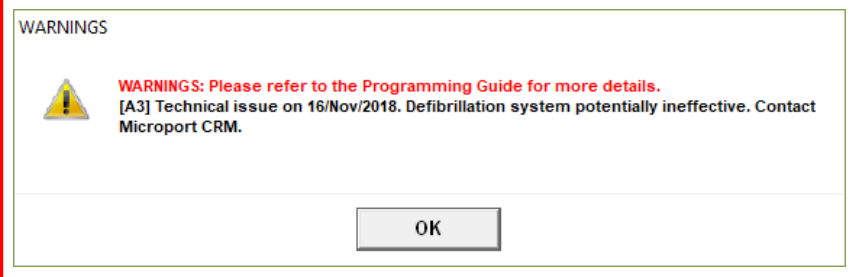 WARNINGS
WARNINGS: Please refer to the Programming Guide for more details.
[A3] Technical issue on 16/Nov/2018. Defibrillation system potentially ineffective. Contact
Microport CRM.
OK